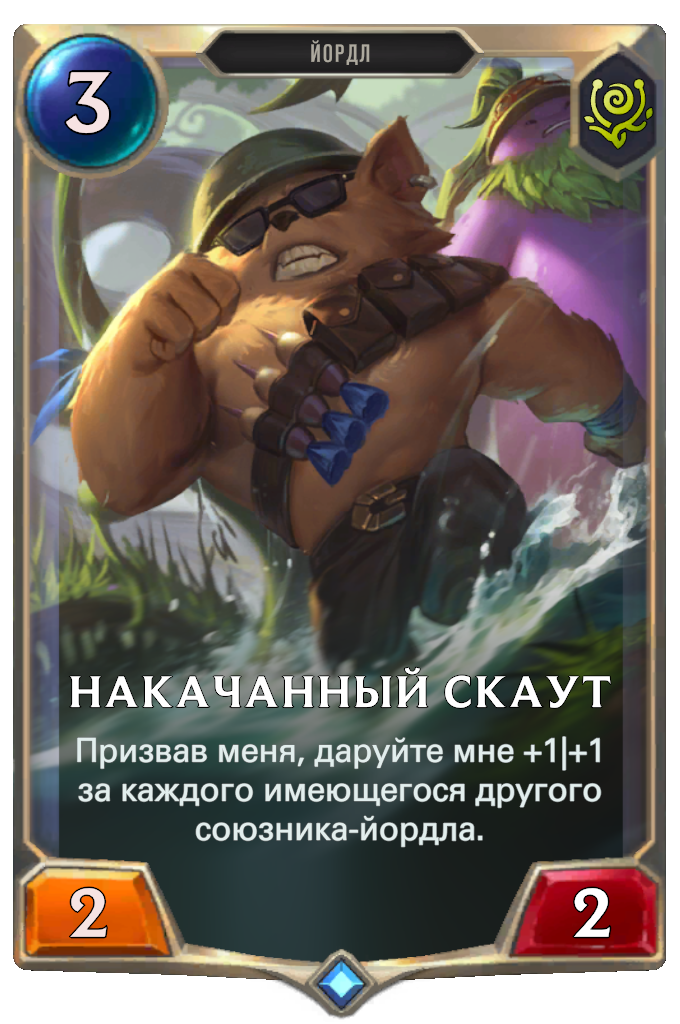 3
ЙОРДЛ
НАКАЧАННЫЙ СКАУТ
Призвав меня, даруйте мне +1|+1
за каждого имеющегося другого
союзника-йордла.
2
2